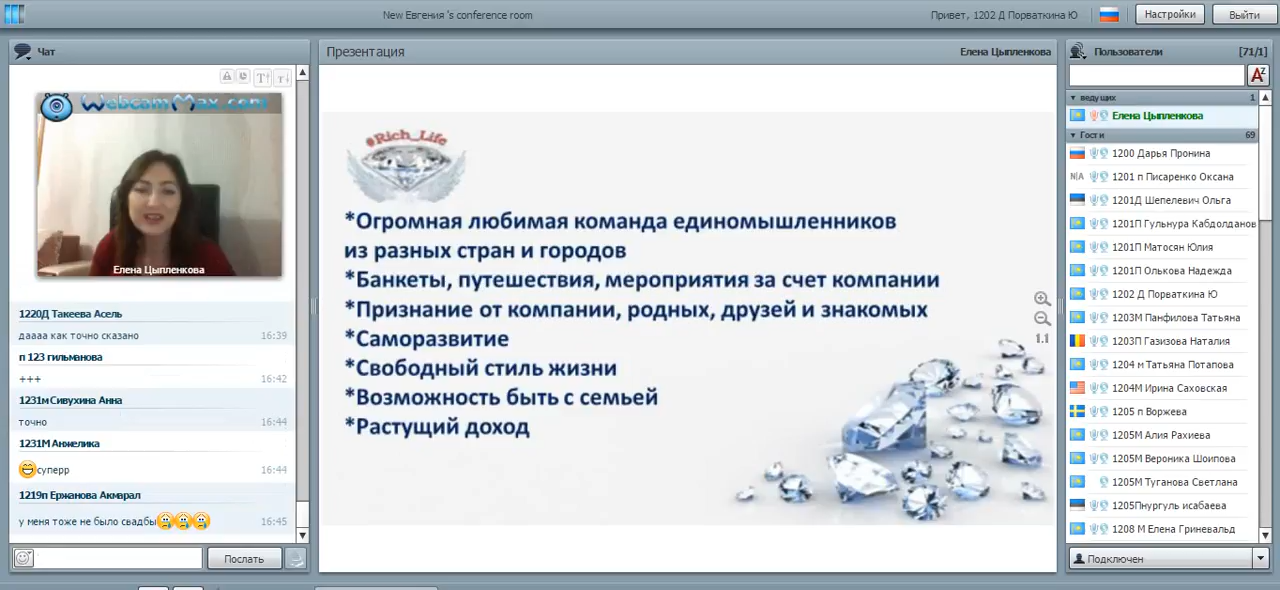 New Евгения 's conference room
Привет, 1202 Д Порваткина Ю
Настройки
Выйти
Чат
WebcamMax.com
Елена Цыпленкова
1220Д Такеева Асель
даааа как точно сказано
16:39
п 123 гильманова
+++
16:42
1231мСивухина Анна
точно
16:44
1231М Анжелика
суперр
16:44
1219п Ержанова Акмарал
у меня тоже не было свадьбы
16:45
Послать
Презентация
Елена Цыпленкова
Rich_Life
*Огромная любимая команда единомышленников
из разных стран и городов
*Банкеты, путешествия, мероприятия за счет компании
*Признание от компании, родных, друзей и знакомых
*Саморазвитие
*Свободный стиль жизни
*Возможность быть с семьей
*Растущий доход
1:1
Пользователи
[71/1]
ведущих
1
Елена Цыпленкова
Гости
69
1200 Дарья Пронина
N\A
1201 п Писаренко Оксана
1201Д Шепелевич Ольга
1201П Гульнура Кабдолданов
1201П Матосян Юлия
1201П Олькова Надежда
1202 Д Порваткина Ю
1203М Панфилова Татьяна
1203П Газизова Наталия
1204 м Татьяна Потапова
1204М Ирина Саховская
1205 п Воржева
1205М Алия Рахиева
1205М Вероника Шоипова
1205М Туганова Светлана
1205Пнургуль исабаева
1208 М Елена Гриневальд
Подключен